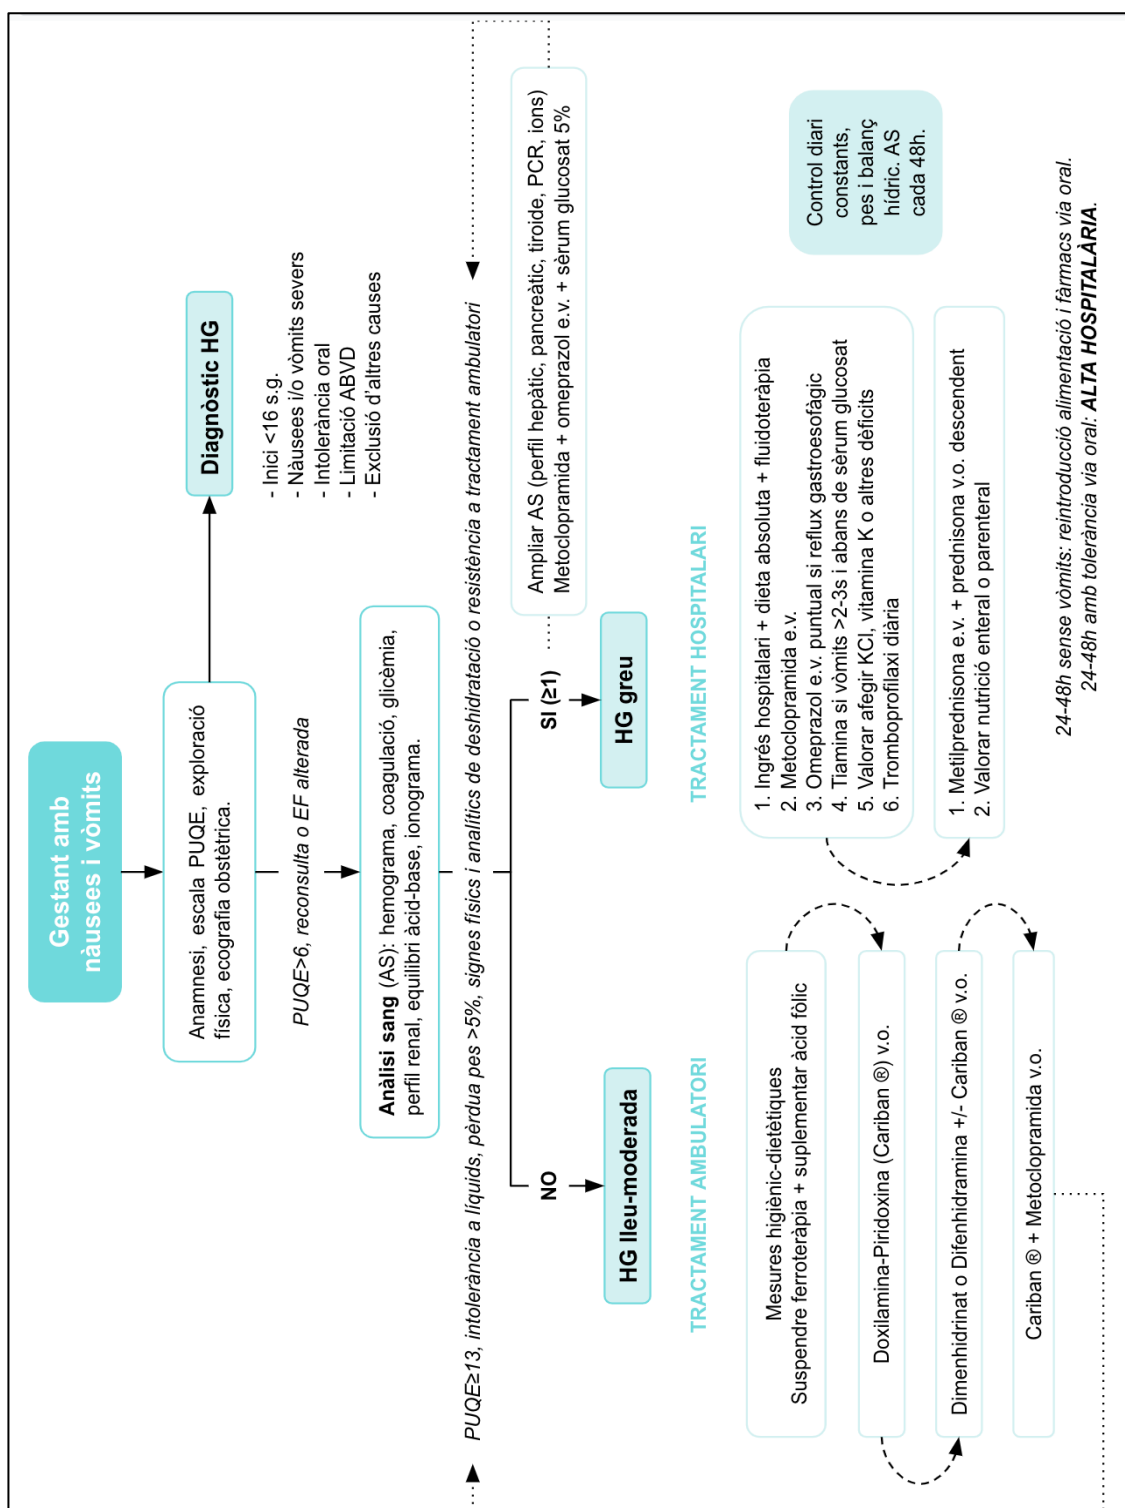 Gestant amb
nàusees i vòmits
Anamnesi, escala PUQE, exploració
física, ecografia obstètrica.
Diagnòstic HG
- Inici <16 s.g.
- Nàusees i/o vòmits severs
- Intolerància oral
- Limitació ABVD
- Exclusió d'altres causes
PUQE>6, reconsulta o EF alterada
Anàlisi sang (AS): hemograma, coagulació, glicèmia,
perfil renal, equilibri àcid-base, ionograma.
PUQE≥13, intolerància a líquids, pèrdua pes >5%, signes físics i analítics de deshidratació o resistència a tractament ambulatori
NO
SI (≥1)
Ampliar AS (perfil hepàtic, pancreàtic, tiroide, PCR, ions)
Metoclopramida + omeprazol e.v. + sèrum glucosat 5%
HG lleu-moderada
HG greu
TRACTAMENT AMBULATORI
TRACTAMENT HOSPITALARI
Mesures higiènic-dietètiques
Suspendre ferroteràpia + suplementar àcid fòlic
Doxilamina-Piridoxina (Cariban ®) v.o.
Dimenhidrinat o Difenhidramina +/- Cariban ® v.o.
Cariban ® + Metoclopramida v.o.
1. Ingrés hospitalari + dieta absoluta + fluidoteràpia
2. Metoclopramida e.v.
3. Omeprazol e.v. puntual si reflux gastroesofàgic
4. Tiamina si vòmits >2-3s i abans de sèrum glucosat
5. Valorar afegir KCl, vitamina K o altres dèficits
6. Tromboprofilaxi diària
1. Metilprednisona e.v. + prednisona v.o. descendent
2. Valorar nutrició enteral o parenteral
Control diari
constants,
pes i balanç
hídric. AS
cada 48h.
24-48h sense vòmits: reintroducció alimentació i fàrmacs via oral.
24-48h amb tolerància via oral: ALTA HOSPITALÀRIA.